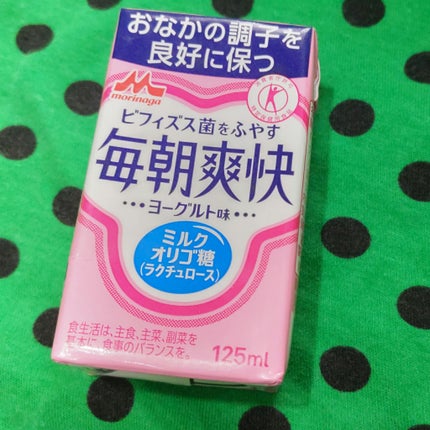 おなかの調子を
良好に保つ
morinaga
ビフィズス菌をふやす
毎朝爽快
…ヨーグルト味…
ミルク
オリゴ糖
(ラクチュロース)
食生活は、主食、主菜、副菜を
基本に、食事のバランスを。
125ml